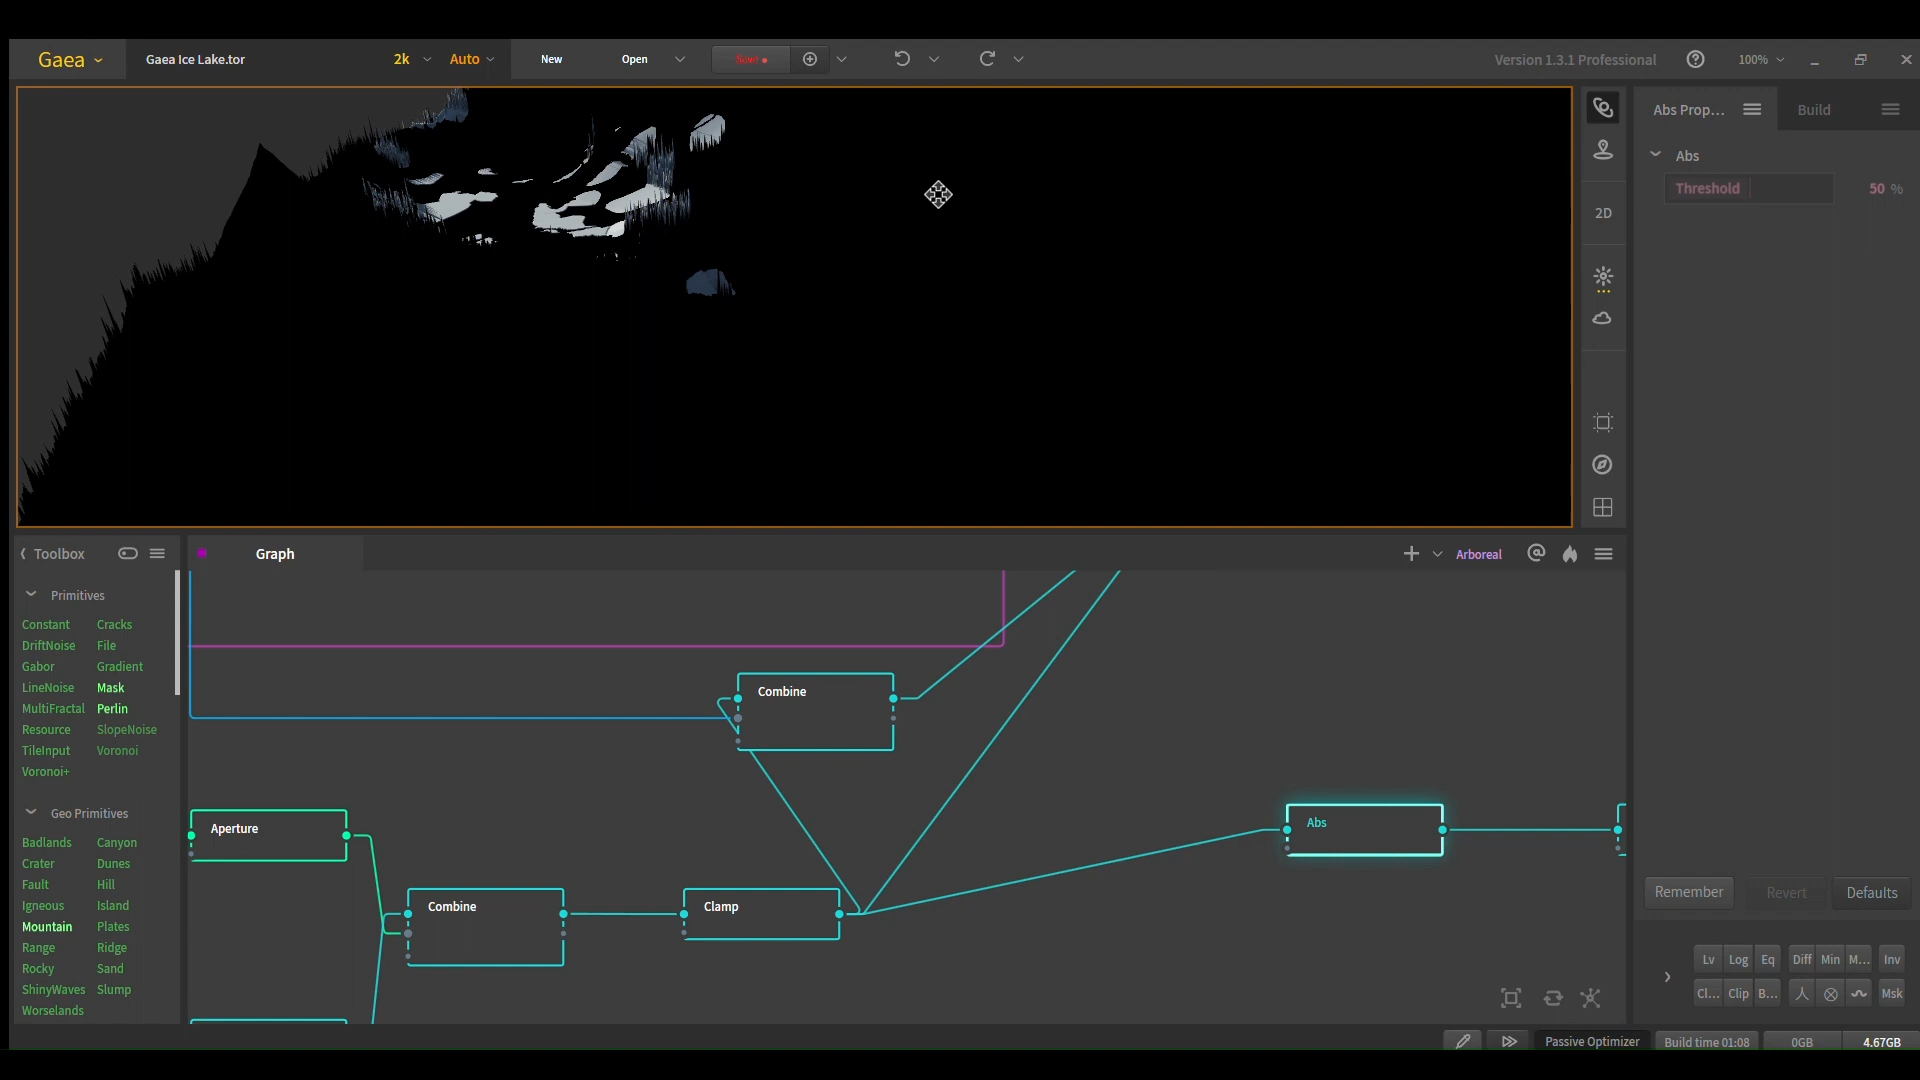 Gaea
Gaea Ice Lake.tor
2k
Auto
New
Open
Save
Version 1.3.1 Professional
100%
Abs Prop...
Build
Abs
Threshold
50 %
2D
Toolbox
Graph
Arboreal
Primitives
Constant Cracks
DriftNoise File
Gabor Gradient
LineNoise Mask
MultiFractal Perlin
Resource SlopeNoise
TileInput Voronoi
Voronoi+
Geo Primitives
Badlands Canyon
Crater Dunes
Fault Hill
Igneous Island
Mountain Plates
Range Ridge
Rocky Sand
ShinyWaves Slump
Worselands
Combine
Aperture
Abs
Combine
Clamp
Remember
Revert
Defaults
Lv Log Eq Diff Min M... Inv
Cl... Clip B... Msk
Passive Optimizer
Build time 01:08
0GB
4.67GB